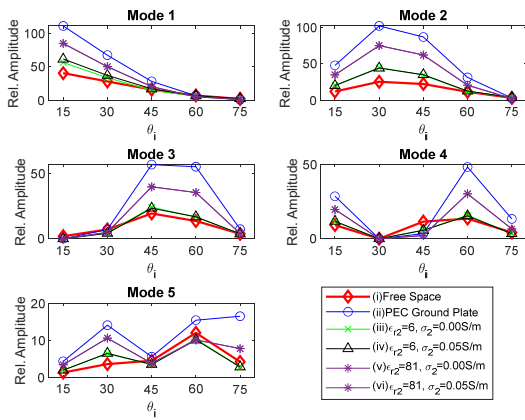 Mode 1
Rel. Amplitude
100
50
0
15 30 45 60 75
θi
Mode 2
Rel. Amplitude
100
50
0
15 30 45 60 75
θi
Mode 3
Rel. Amplitude
50
0
15 30 45 60 75
θi
Mode 4
Rel. Amplitude
50
0
15 30 45 60 75
θi
Mode 5
Rel. Amplitude
20
10
0
15 30 45 60 75
θi
(i)Free Space
(ii)PEC Ground Plate
(iii)ϵr2=6, σ2=0.00S/m
(iv)ϵr2=6, σ2=0.05S/m
(v)ϵr2=81, σ2=0.00S/m
(vi)ϵr2=81, σ2=0.05S/m